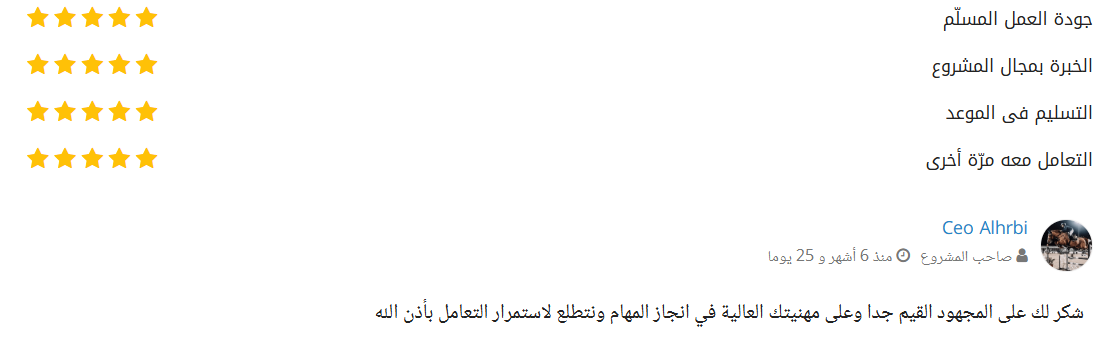 جودة العمل المسلّم
الخبرة بمجال المشروع
التسليم فى الموعد
التعامل معه مرّة أخرى
Ceo Alhrbi
صاحب المشروع منذ 6 أشهر و 25 يوما
شكر لك على المجهود القيم جدا وعلى مهنيتك العالية في انجاز المهام ونتطلع لاستمرار التعامل بأذن الله